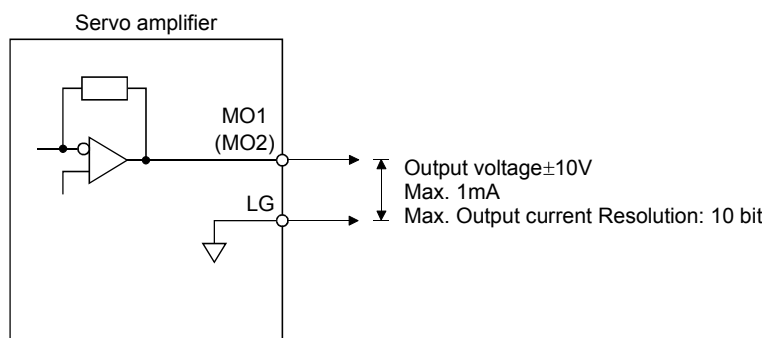 Servo amplifier
MO1
(MO2)
LG
Output voltage±10V
Max. 1mA
Max. Output current Resolution: 10 bit